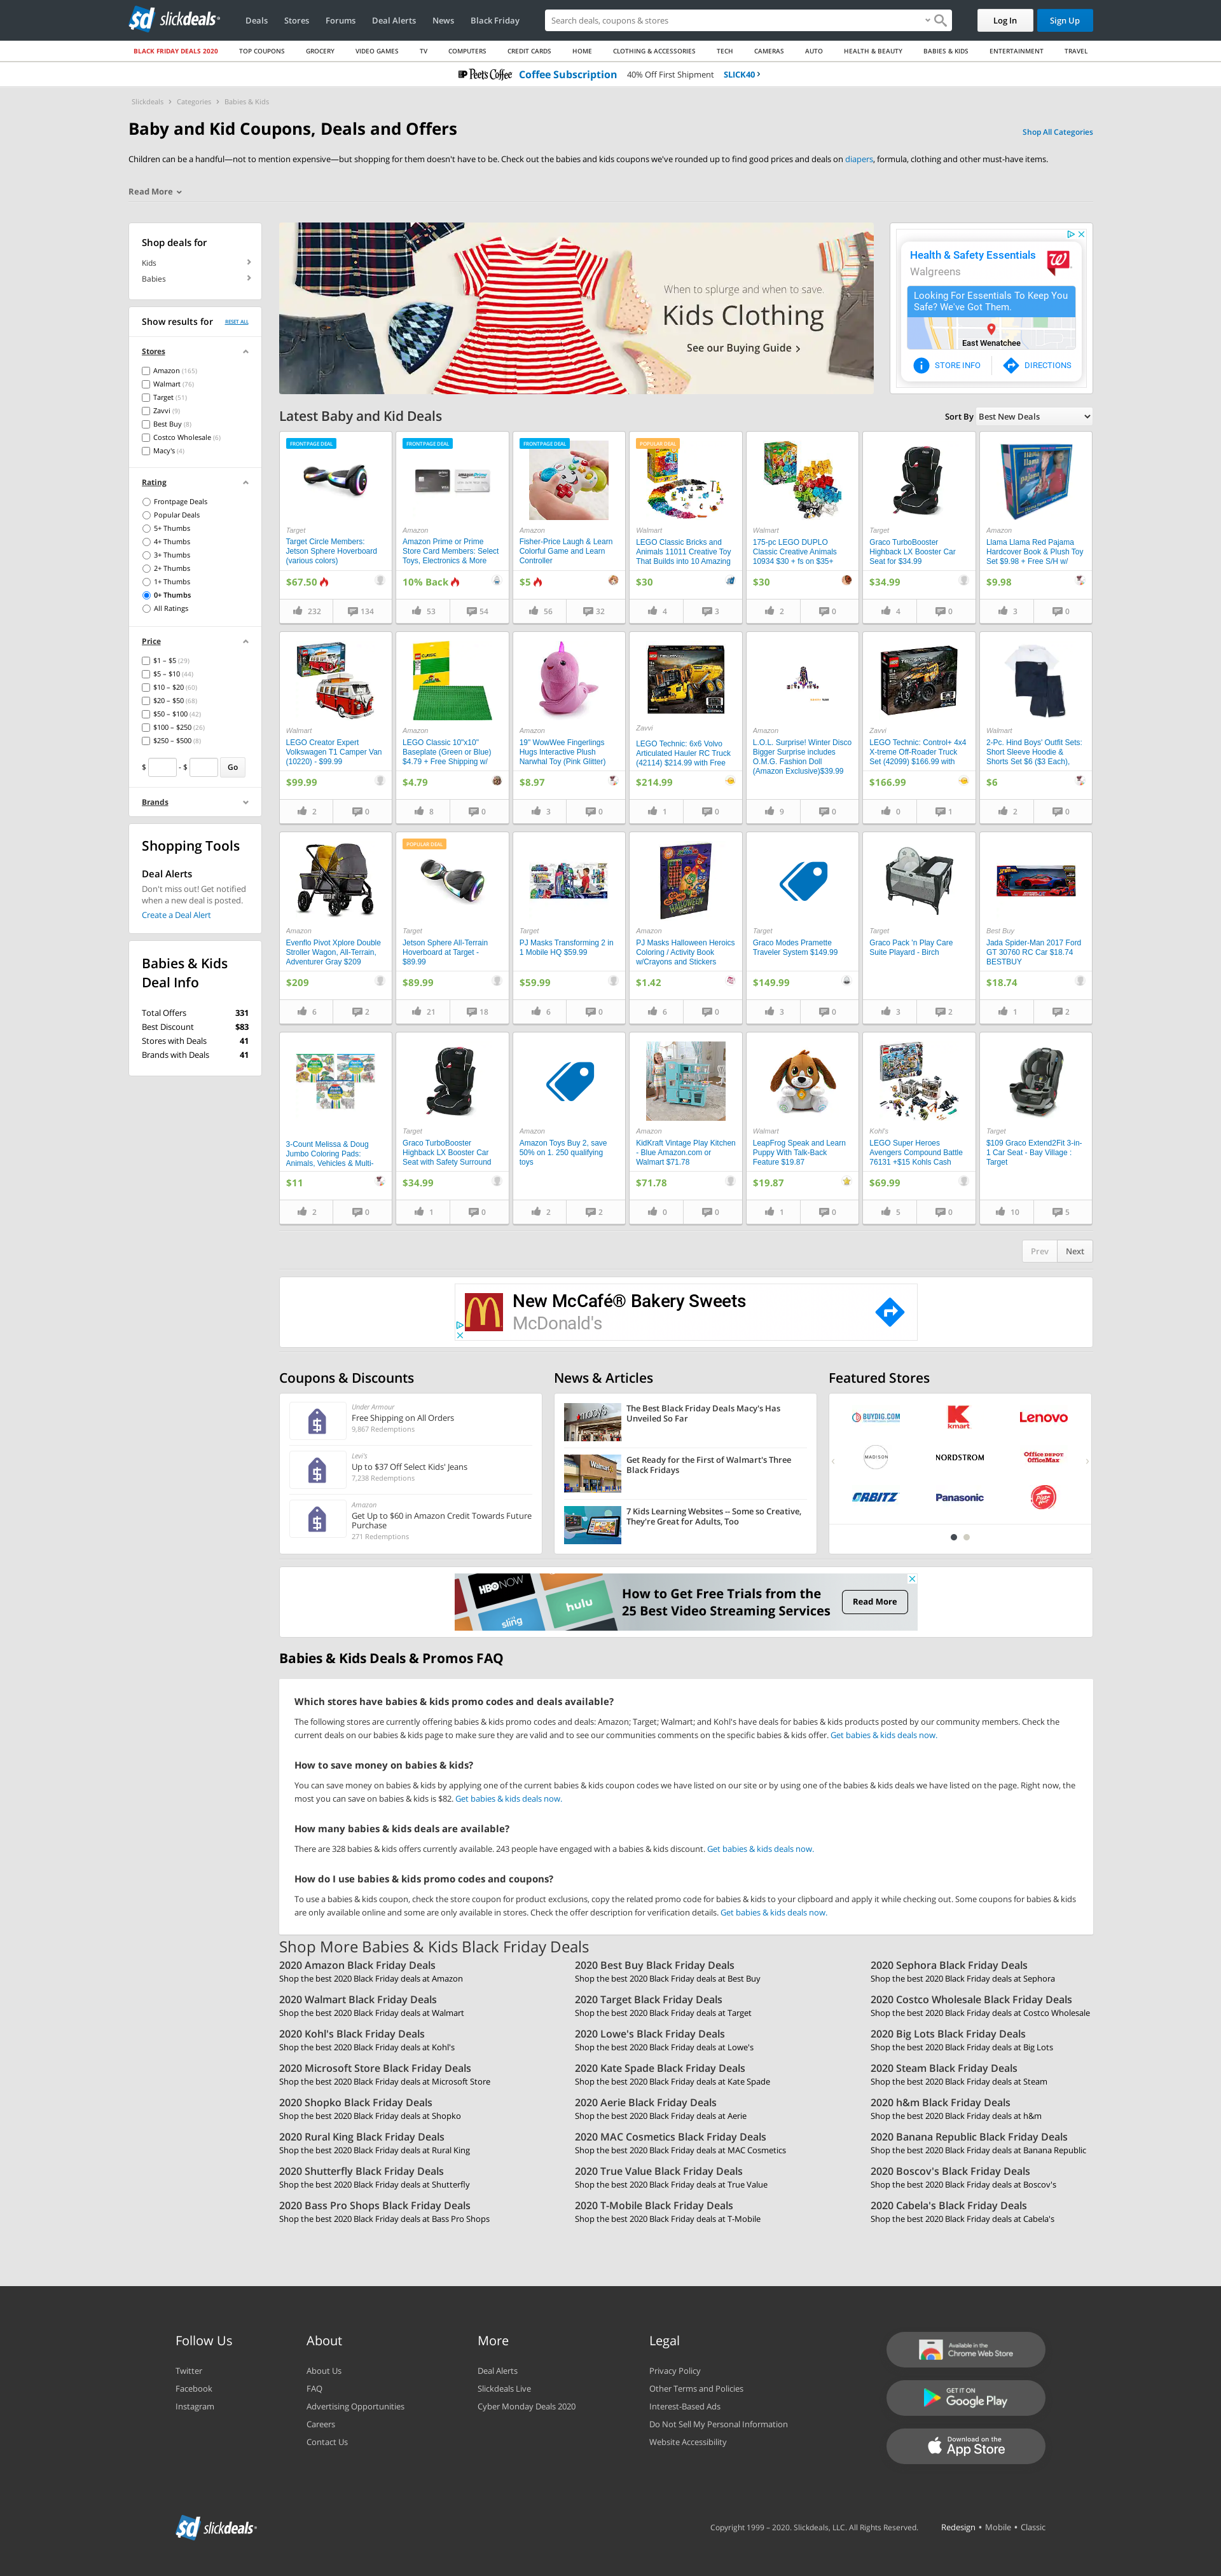 slickdeals
Deals Stores Forums Deal Alerts News Black Friday
Search deals, coupons & stores
Log In Sign Up
BLACK FRIDAY DEALS 2020 TOP COUPONS GROCERY VIDEO GAMES TV COMPUTERS CREDIT CARDS HOME CLOTHING & ACCESSORIES TECH CAMERAS AUTO HEALTH & BEAUTY BABIES & KIDS ENTERTAINMENT TRAVEL
Peet's Coffee Coffee Subscription 40% Off First Shipment SLICK40 >
Slickdeals > Categories > Babies & Kids
Baby and Kid Coupons, Deals and Offers
Shop All Categories
Children can be a handful—not to mention expensive—but shopping for them doesn't have to be. Check out the babies and kids coupons we've rounded up to find good prices and deals on diapers, formula, clothing and other must-have items.
Read More
Shop deals for
Kids
Babies
Show results for RESET ALL
Stores
Amazon (165)
Walmart (76)
Target (51)
Zavvi (9)
Best Buy (8)
Costco Wholesale (6)
Macy's (4)
Rating
Frontpage Deals
Popular Deals
5+ Thumbs
4+ Thumbs
3+ Thumbs
2+ Thumbs
1+ Thumbs
0+ Thumbs
All Ratings
Price
$1 – $5 (29)
$5 – $10 (44)
$10 – $20 (60)
$20 – $50 (68)
$50 – $100 (42)
$100 – $250 (26)
$250 – $500 (8)
$ - $ Go
Brands
Shopping Tools
Deal Alerts
Don't miss out! Get notified
when a new deal is posted.
Create a Deal Alert
Babies & Kids
Deal Info
Total Offers 331
Best Discount $83
Stores with Deals 41
Brands with Deals 41
When to splurge and when to save.
Kids Clothing
See our Buying Guide >
Health & Safety Essentials
Walgreens
Looking For Essentials To Keep You
Safe? We've Got Them.
East Wenatchee
STORE INFO DIRECTIONS
Latest Baby and Kid Deals
Sort By Best New Deals
FRONTPAGE DEAL
Target
Target Circle Members:
Jetson Sphere Hoverboard
(various colors)
$67.50
232 134
FRONTPAGE DEAL
Amazon
Amazon Prime or Prime
Store Card Members: Select
Toys, Electronics & More
10% Back
53 54
FRONTPAGE DEAL
Amazon
Fisher-Price Laugh & Learn
Colorful Game and Learn
Controller
$5
56 32
POPULAR DEAL
Walmart
LEGO Classic Bricks and
Animals 11011 Creative Toy
That Builds into 10 Amazing
$30
4 3
Walmart
175-pc LEGO DUPLO
Classic Creative Animals
10934 $30 + fs on $35+
$30
2 0
Target
Graco TurboBooster
Highback LX Booster Car
Seat for $34.99
$34.99
4 0
Amazon
Llama Llama Red Pajama
Hardcover Book & Plush Toy
Set $9.98 + Free S/H w/
$9.98
3 0
Walmart
LEGO Creator Expert
Volkswagen T1 Camper Van
(10220) - $99.99
$99.99
2 0
Amazon
LEGO Classic 10"x10"
Baseplate (Green or Blue)
$4.79 + Free Shipping w/
$4.79
8 0
Amazon
19" WowWee Fingerlings
Hugs Interactive Plush
Narwhal Toy (Pink Glitter)
$8.97
3 0
Zavvi
LEGO Technic: 6x6 Volvo
Articulated Hauler RC Truck
(42114) $214.99 with Free
$214.99
1 0
Amazon
L.O.L. Surprise! Winter Disco
Bigger Surprise includes
O.M.G. Fashion Doll
(Amazon Exclusive)$39.99
9 0
Zavvi
LEGO Technic: Control+ 4x4
X-treme Off-Roader Truck
Set (42099) $166.99 with
$166.99
0 1
Walmart
2-Pc. Hind Boys' Outfit Sets:
Short Sleeve Hoodie &
Shorts Set $6 ($3 Each),
$6
2 0
Amazon
Evenflo Pivot Xplore Double
Stroller Wagon, All-Terrain,
Adventurer Gray $209
$209
6 2
POPULAR DEAL
Target
Jetson Sphere All-Terrain
Hoverboard at Target -
$89.99
$89.99
21 18
Target
PJ Masks Transforming 2 in
1 Mobile HQ $59.99
$59.99
6 0
Amazon
PJ Masks Halloween Heroics
Coloring / Activity Book
w/Crayons and Stickers
$1.42
6 0
Target
Graco Modes Pramette
Traveler System $149.99
$149.99
3 0
Target
Graco Pack 'n Play Care
Suite Playard - Birch
3 2
Best Buy
Jada Spider-Man 2017 Ford
GT 30760 RC Car $18.74
BESTBUY
$18.74
1 2
3-Count Melissa & Doug
Jumbo Coloring Pads:
Animals, Vehicles & Multi-
$11
2 0
Target
Graco TurboBooster
Highback LX Booster Car
Seat with Safety Surround
$34.99
1 0
Amazon
Amazon Toys Buy 2, save
50% on 1. 250 qualifying
toys
2 2
Amazon
KidKraft Vintage Play Kitchen
- Blue Amazon.com or
Walmart $71.78
$71.78
0 0
Walmart
LeapFrog Speak and Learn
Puppy With Talk-Back
Feature $19.87
$19.87
1 0
Kohl's
LEGO Super Heroes
Avengers Compound Battle
76131 +$15 Kohls Cash
$69.99
5 0
Target
$109 Graco Extend2Fit 3-in-
1 Car Seat - Bay Village :
Target
10 5
Prev Next
New McCafé® Bakery Sweets
McDonald's
Coupons & Discounts
Under Armour
Free Shipping on All Orders
9,867 Redemptions
Levi's
Up to $37 Off Select Kids' Jeans
7,238 Redemptions
Amazon
Get Up to $60 in Amazon Credit Towards Future
Purchase
271 Redemptions
News & Articles
The Best Black Friday Deals Macy's Has
Unveiled So Far
Get Ready for the First of Walmart's Three
Black Fridays
7 Kids Learning Websites -- Some so Creative,
They're Great for Adults, Too
Featured Stores
BUYDIG.COM kmart Lenovo
MADISON NORDSTROM Office DEPOT OfficeMax
ORBITZ Panasonic Pizza Hut
HBO NOW hulu sling
How to Get Free Trials from the
25 Best Video Streaming Services
Read More
Babies & Kids Deals & Promos FAQ
Which stores have babies & kids promo codes and deals available?
The following stores are currently offering babies & kids promo codes and deals: Amazon; Target; Walmart; and Kohl's have deals for babies & kids products posted by our community members. Check the
current deals on our babies & kids page to make sure they are valid and to see our communities comments on the specific babies & kids offer. Get babies & kids deals now.
How to save money on babies & kids?
You can save money on babies & kids by applying one of the current babies & kids coupon codes we have listed on our site or by using one of the babies & kids deals we have listed on the page. Right now, the
most you can save on babies & kids is $82. Get babies & kids deals now.
How many babies & kids deals are available?
There are 328 babies & kids offers currently available. 243 people have engaged with a babies & kids discount. Get babies & kids deals now.
How do I use babies & kids promo codes and coupons?
To use a babies & kids coupon, check the store coupon for product exclusions, copy the related promo code for babies & kids to your clipboard and apply it while checking out. Some coupons for babies & kids
are only available online and some are only available in stores. Check the offer description for verification details. Get babies & kids deals now.
Shop More Babies & Kids Black Friday Deals
2020 Amazon Black Friday Deals
Shop the best 2020 Black Friday deals at Amazon
2020 Best Buy Black Friday Deals
Shop the best 2020 Black Friday deals at Best Buy
2020 Sephora Black Friday Deals
Shop the best 2020 Black Friday deals at Sephora
2020 Walmart Black Friday Deals
Shop the best 2020 Black Friday deals at Walmart
2020 Target Black Friday Deals
Shop the best 2020 Black Friday deals at Target
2020 Costco Wholesale Black Friday Deals
Shop the best 2020 Black Friday deals at Costco Wholesale
2020 Kohl's Black Friday Deals
Shop the best 2020 Black Friday deals at Kohl's
2020 Lowe's Black Friday Deals
Shop the best 2020 Black Friday deals at Lowe's
2020 Big Lots Black Friday Deals
Shop the best 2020 Black Friday deals at Big Lots
2020 Microsoft Store Black Friday Deals
Shop the best 2020 Black Friday deals at Microsoft Store
2020 Kate Spade Black Friday Deals
Shop the best 2020 Black Friday deals at Kate Spade
2020 Steam Black Friday Deals
Shop the best 2020 Black Friday deals at Steam
2020 Shopko Black Friday Deals
Shop the best 2020 Black Friday deals at Shopko
2020 Aerie Black Friday Deals
Shop the best 2020 Black Friday deals at Aerie
2020 h&m Black Friday Deals
Shop the best 2020 Black Friday deals at h&m
2020 Rural King Black Friday Deals
Shop the best 2020 Black Friday deals at Rural King
2020 MAC Cosmetics Black Friday Deals
Shop the best 2020 Black Friday deals at MAC Cosmetics
2020 Banana Republic Black Friday Deals
Shop the best 2020 Black Friday deals at Banana Republic
2020 Shutterfly Black Friday Deals
Shop the best 2020 Black Friday deals at Shutterfly
2020 True Value Black Friday Deals
Shop the best 2020 Black Friday deals at True Value
2020 Boscov's Black Friday Deals
Shop the best 2020 Black Friday deals at Boscov's
2020 Bass Pro Shops Black Friday Deals
Shop the best 2020 Black Friday deals at Bass Pro Shops
2020 T-Mobile Black Friday Deals
Shop the best 2020 Black Friday deals at T-Mobile
2020 Cabela's Black Friday Deals
Shop the best 2020 Black Friday deals at Cabela's
Follow Us
Twitter
Facebook
Instagram
About
About Us
FAQ
Advertising Opportunities
Careers
Contact Us
More
Deal Alerts
Slickdeals Live
Cyber Monday Deals 2020
Legal
Privacy Policy
Other Terms and Policies
Interest-Based Ads
Do Not Sell My Personal Information
Website Accessibility
Available in the
Chrome Web Store
GET IT ON
Google Play
Download on the
App Store
slickdeals
Copyright 1999 – 2020. Slickdeals, LLC. All Rights Reserved. Redesign • Mobile • Classic